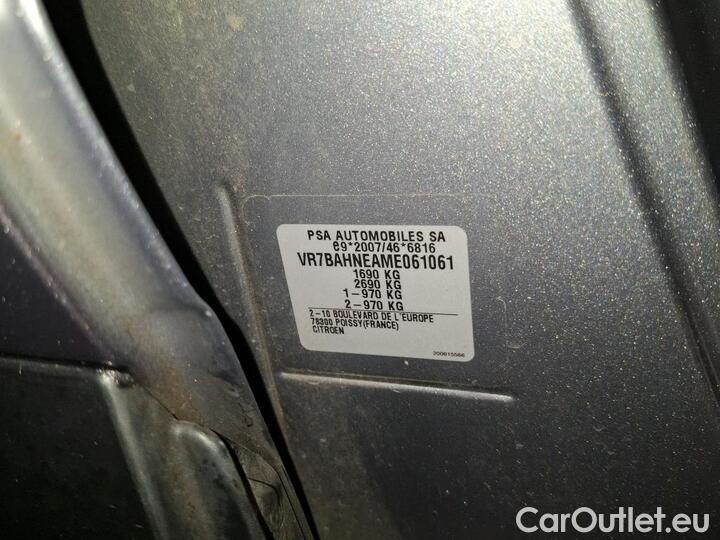 PSA AUTOMOBILES SA
e9*2007/46*6816
VR7BAHNEAME061061
1690 KG
2690 KG
1-970 KG
2-970 KG
2-10 BOULEVARD DE L'EUROPE
78300 POISSY(FRANCE)
CITROEN
200815566
CarOutlet.eu